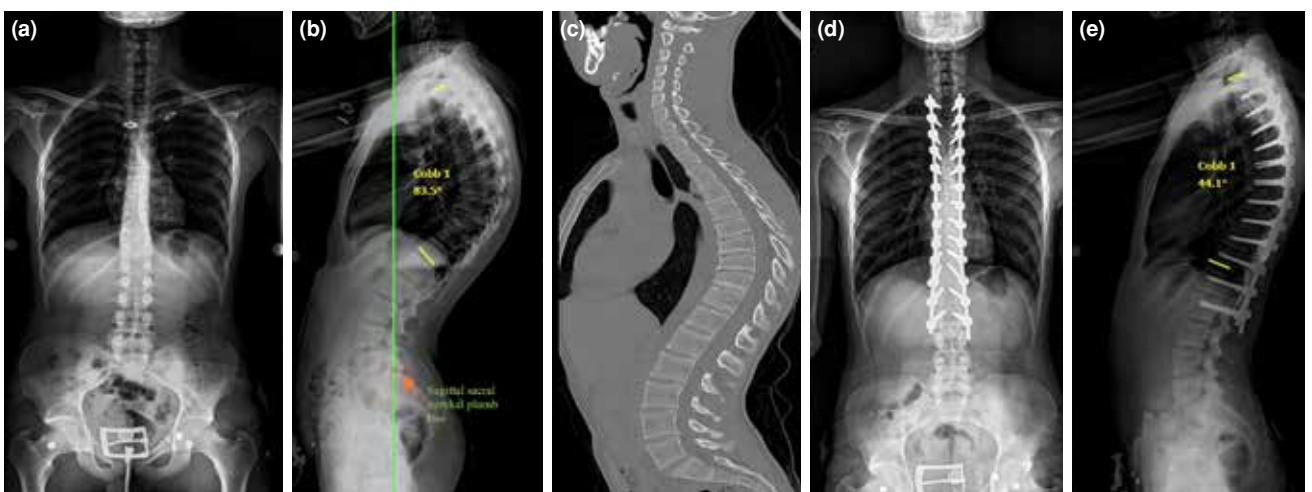 (a)
(b)
(c)
(d)
(e)
Cobb 1
83.5°
Sagittal sacral
vertical plumb
line
Cobb 1
44.1°